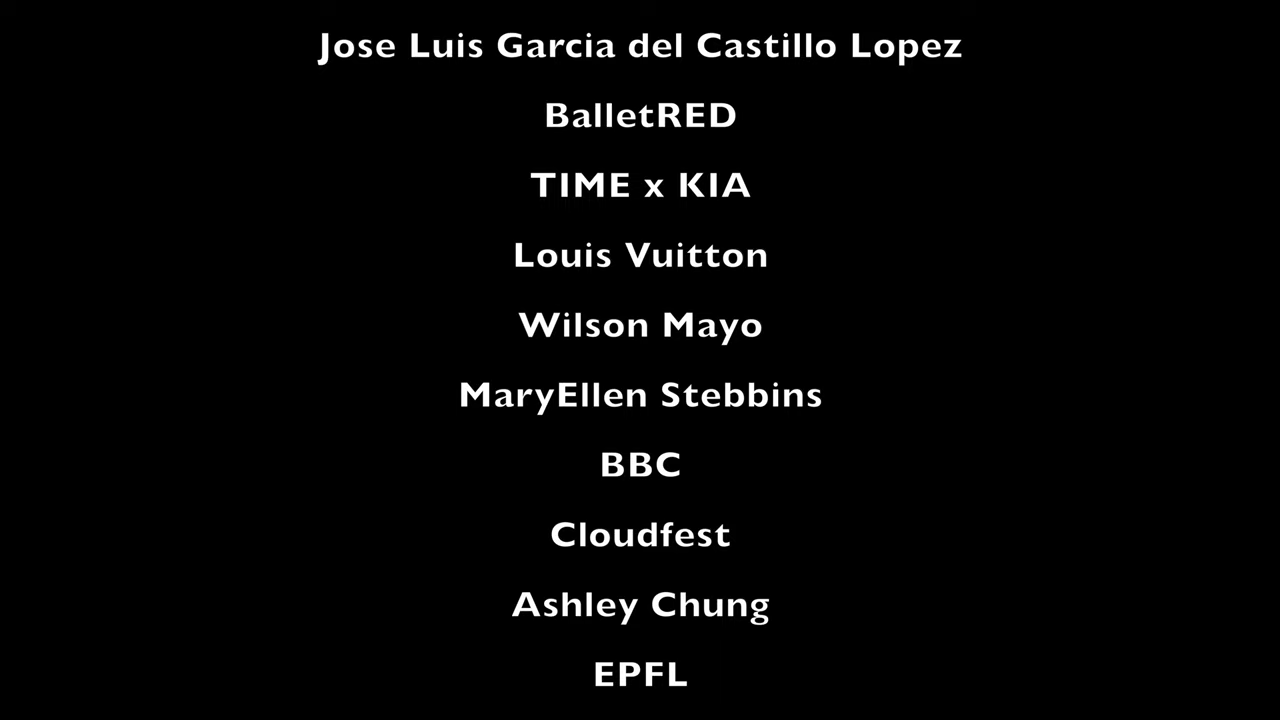 Jose Luis Garcia del Castillo Lopez
BalletRED
TIME x KIA
Louis Vuitton
Wilson Mayo
MaryEllen Stebbins
BBC
Cloudfest
Ashley Chung
EPFL